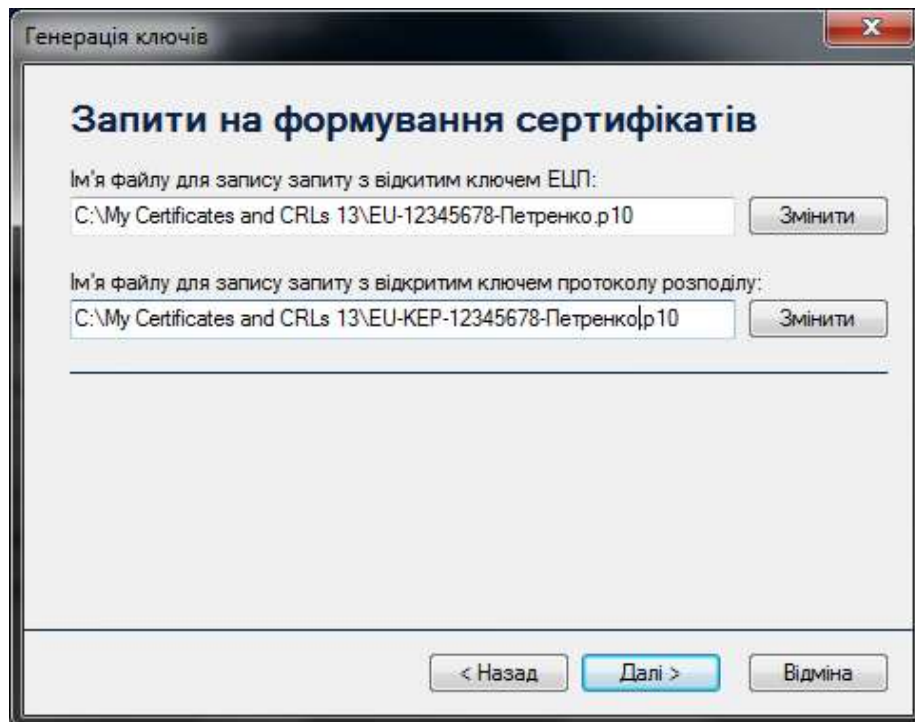 Генерація ключів
Запити на формування сертифікатів
Ім'я файлу для запису запиту з відкитим ключем ЕЦП:
C:\My Certificates and CRLs 13\EU-12345678-Петренко.p10 Змінити
Ім'я файлу для запису запиту з відкритим ключем протоколу розподілу:
C:\My Certificates and CRLs 13\EU-KEP-12345678-Петренко.p10 Змінити
< Назад Далі > Відміна